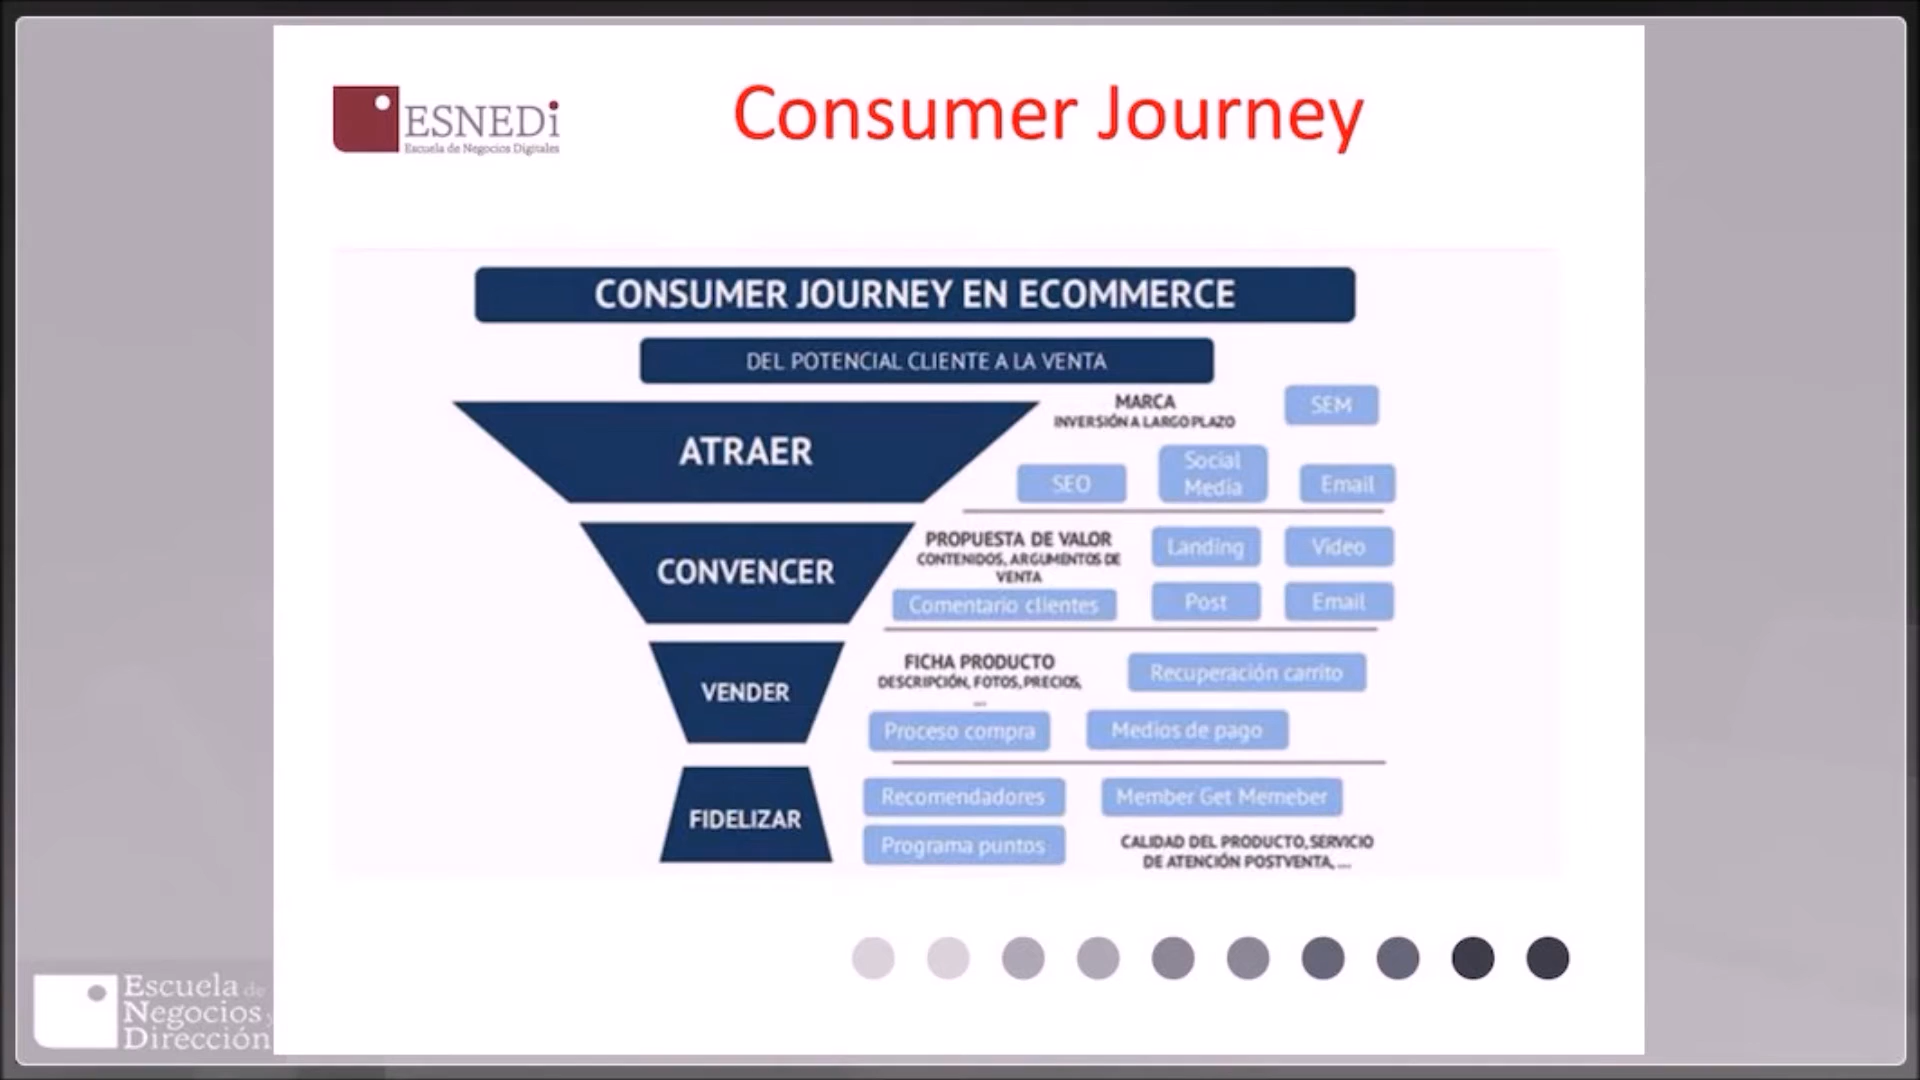 ESNEDi
Escuela de Negocios Digitales
Consumer Journey
CONSUMER JOURNEY EN ECOMMERCE
DEL POTENCIAL CLIENTE A LA VENTA
ATRAER
MARCA
INVERSIÓN A LARGO PLAZO
SEM
SEO
Social
Media
Email
CONVENCER
PROPUESTA DE VALOR
CONTENIDOS, ARGUMENTOS DE
VENTA
Landing
Video
Comentario clientes
Post
Email
VENDER
FICHA PRODUCTO
DESCRIPCIÓN, FOTOS, PRECIOS,
...
Recuperación carrito
Proceso compra
Medios de pago
FIDELIZAR
Recomendadores
Member Get Memeber
Programa puntos
CALIDAD DEL PRODUCTO, SERVICIO
DE ATENCIÓN POSTVENTA, ...
Escuela de
Negocios y
Dirección